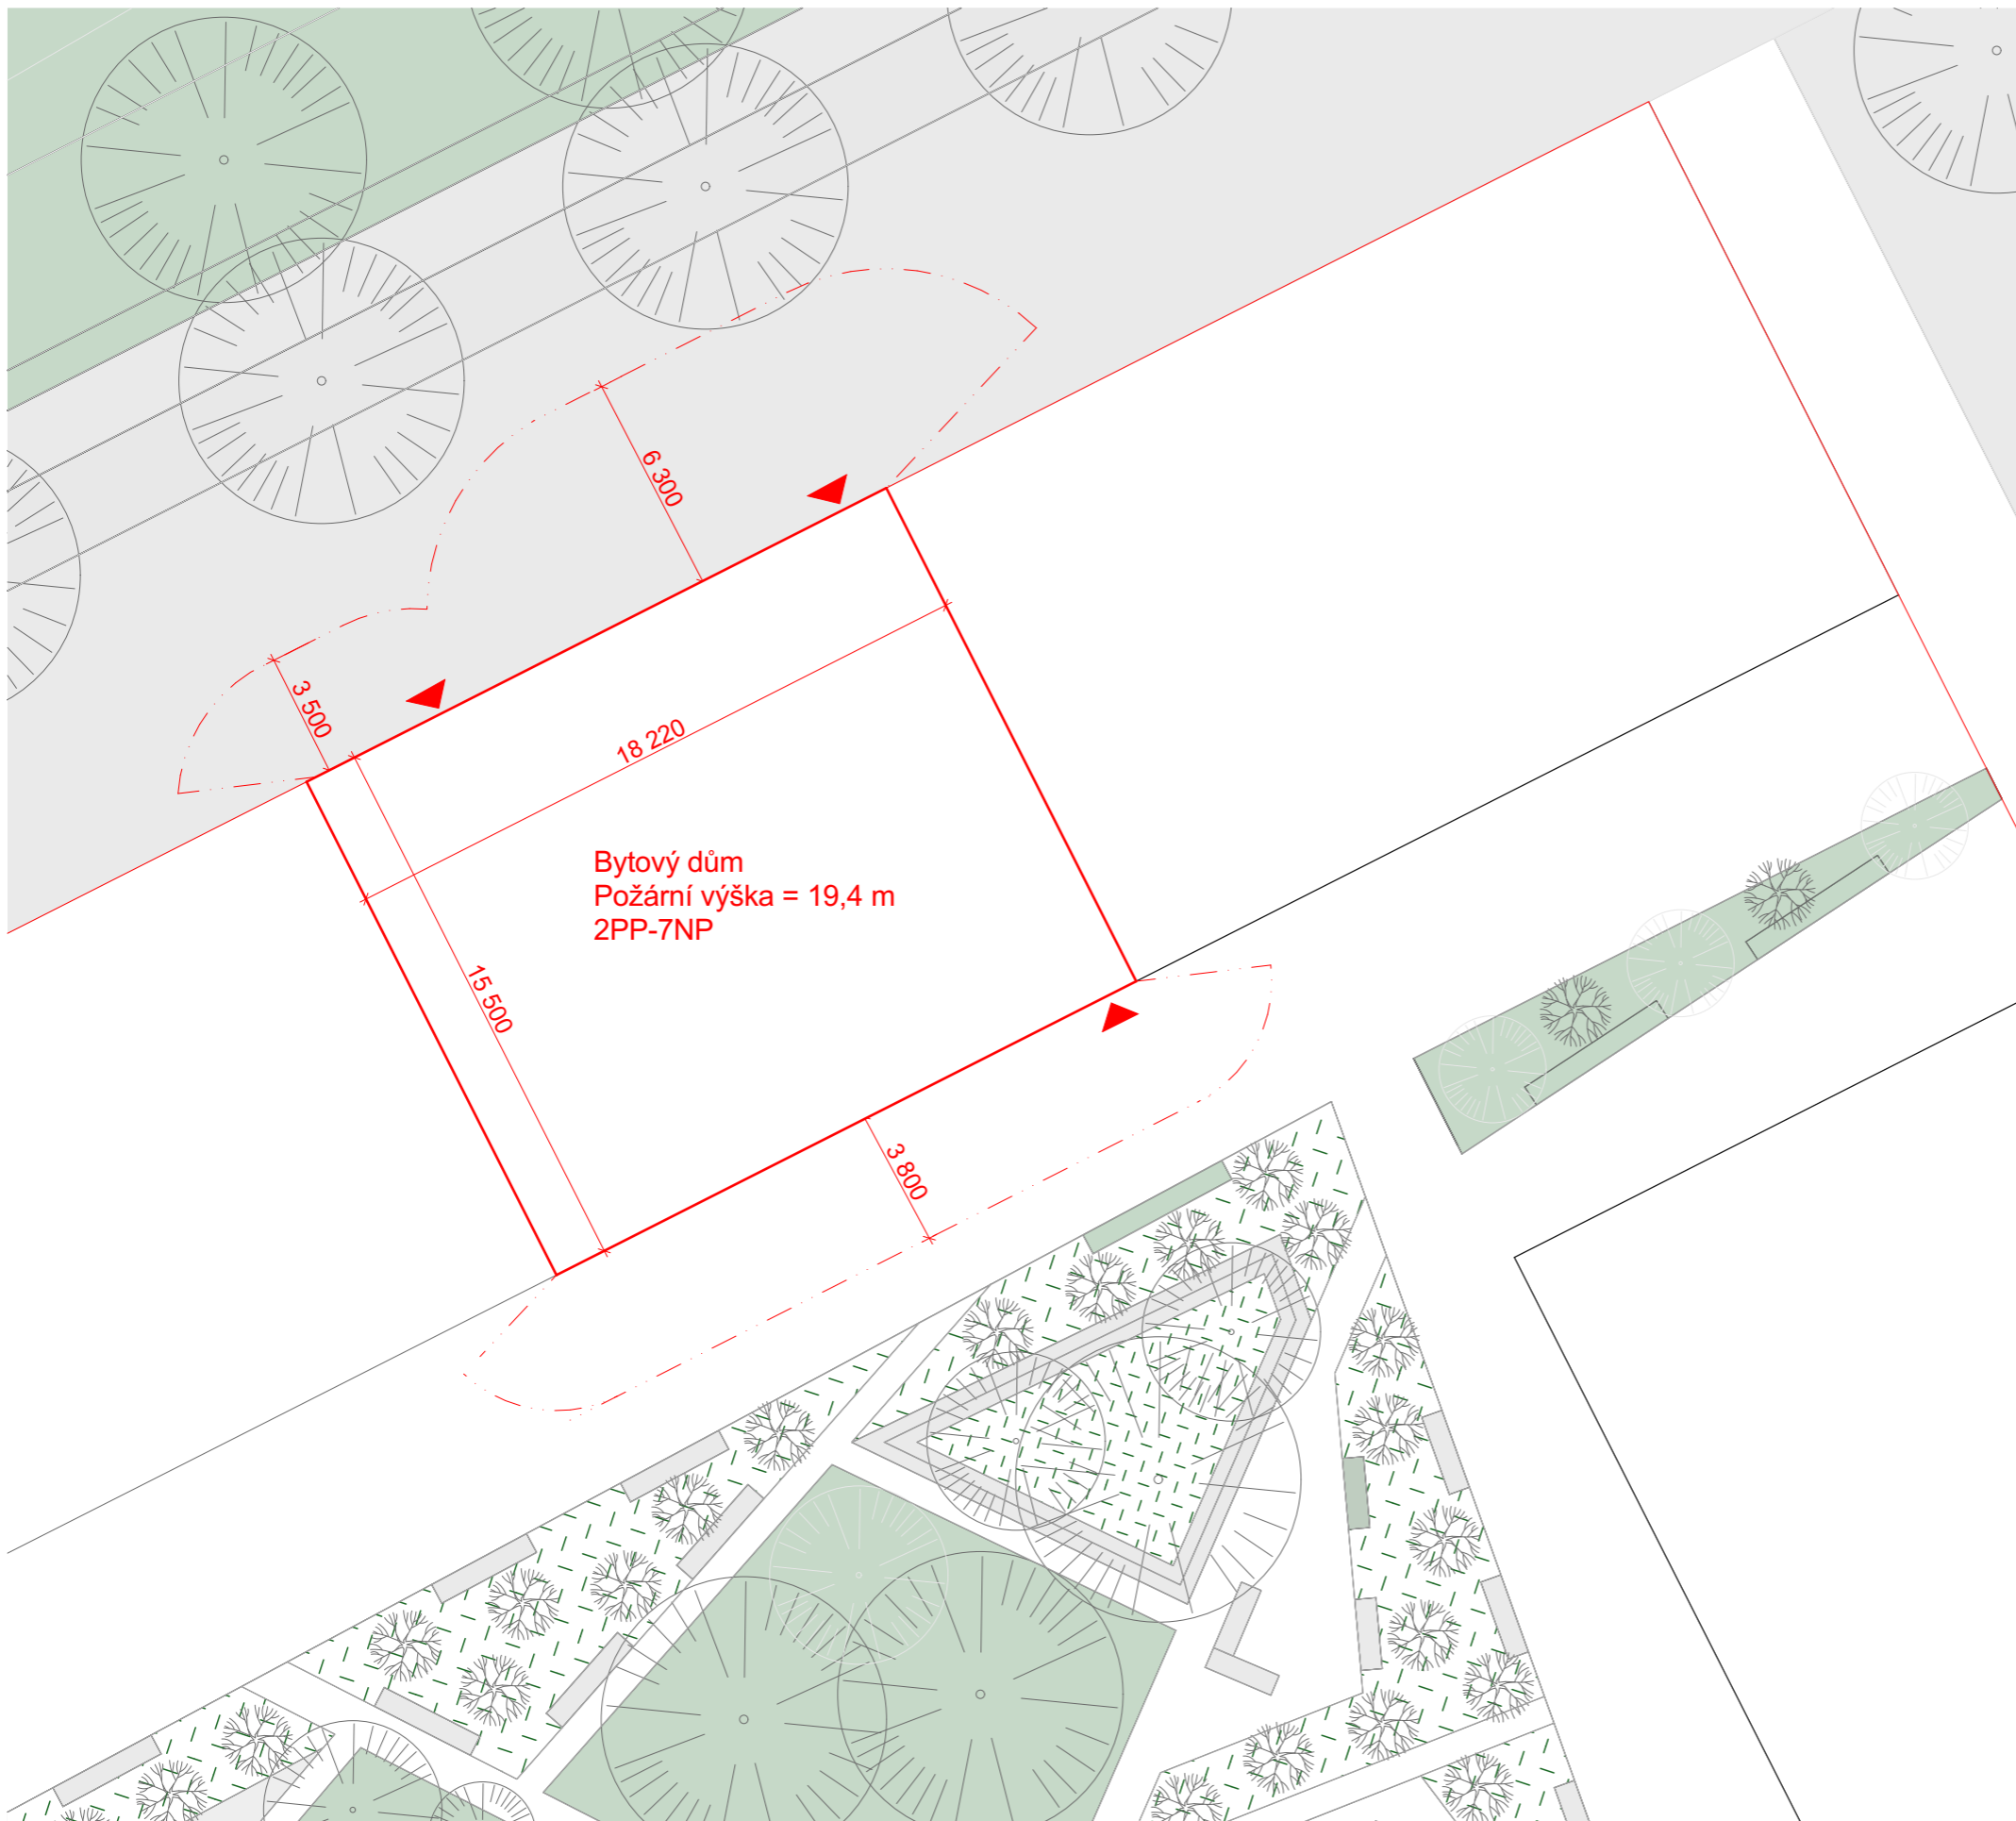 6 300
3 500
18 220
Bytový dům
Požární výška = 19,4 m
2PP-7NP
15 500
3 800